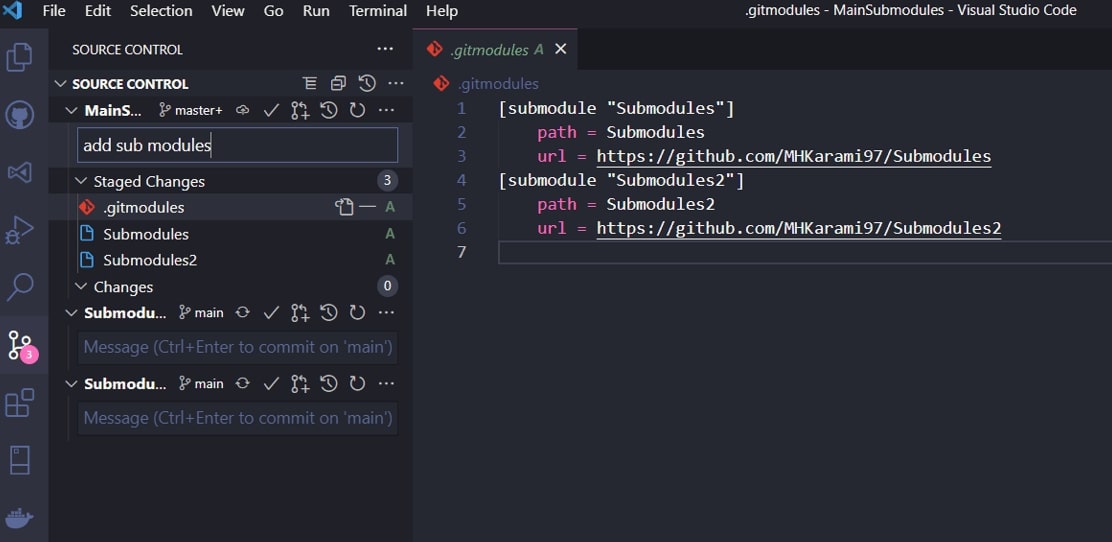 File Edit Selection View Go Run Terminal Help .gitmodules - MainSubmodules - Visual Studio Code
SOURCE CONTROL ...
SOURCE CONTROL ...
MainS... master+ ...
add sub modules
Staged Changes 3
.gitmodules A
Submodules A
Submodules2 A
Changes 0
Submodu... main ...
Message (Ctrl+Enter to commit on 'main')
Submodu... main ...
Message (Ctrl+Enter to commit on 'main')
3
.gitmodules A
.gitmodules
1 [submodule "Submodules"]
2 path = Submodules
3 url = https://github.com/MHKarami97/Submodules
4 [submodule "Submodules2"]
5 path = Submodules2
6 url = https://github.com/MHKarami97/Submodules2
7